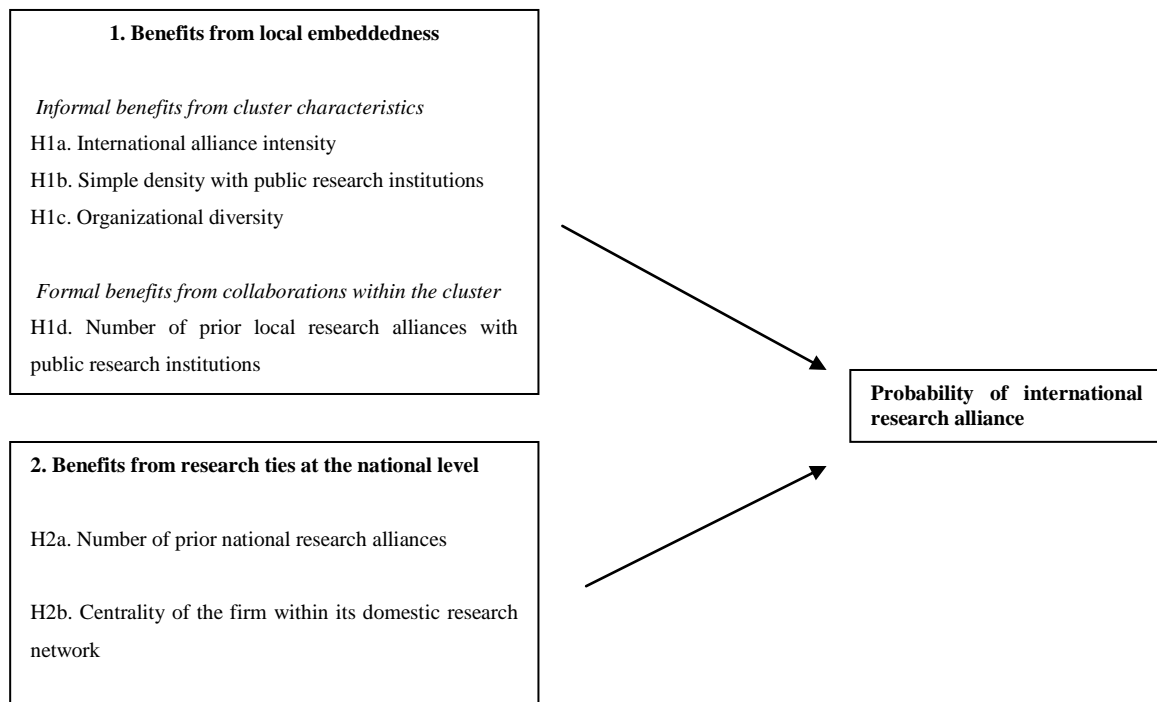 1. Benefits from local embeddedness
Informal benefits from cluster characteristics
H1a. International alliance intensity
H1b. Simple density with public research institutions
H1c. Organizational diversity
Formal benefits from collaborations within the cluster
H1d. Number of prior local research alliances with
public research institutions
Probability of international
research alliance
2. Benefits from research ties at the national level
H2a. Number of prior national research alliances
H2b. Centrality of the firm within its domestic research
network